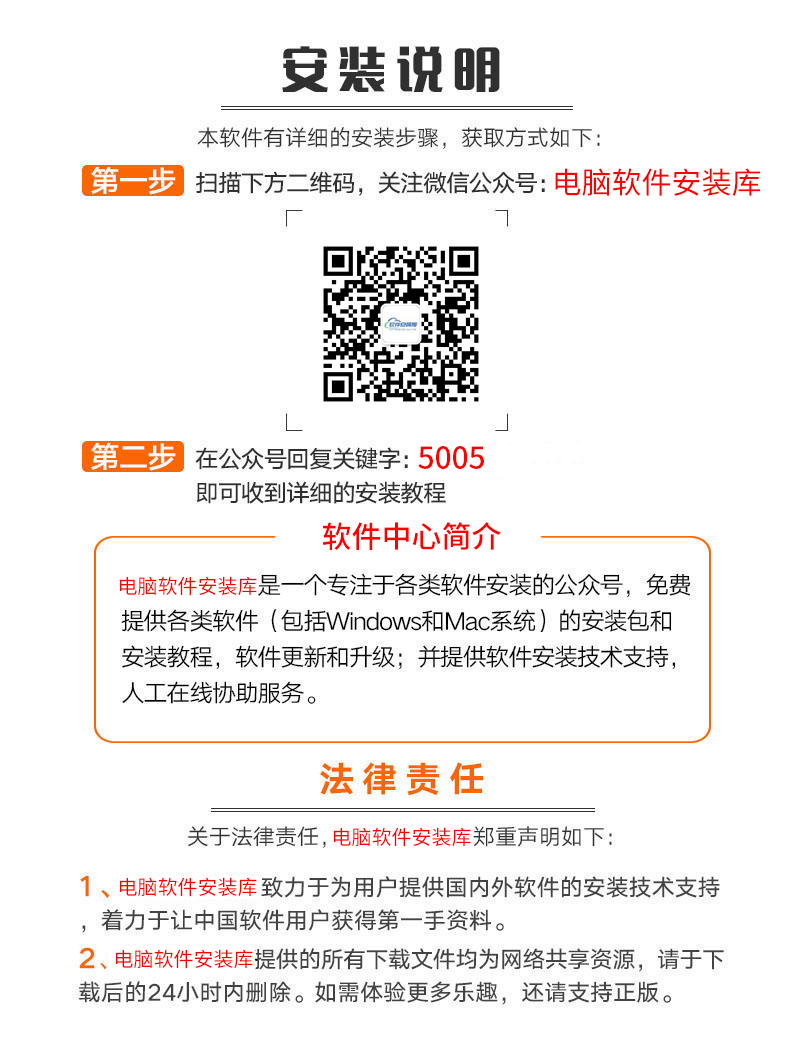 安装说明
本软件有详细的安装步骤，获取方式如下：
第一步 扫描下方二维码，关注微信公众号：电脑软件安装库
软件安装库
第二步 在公众号回复关键字：5005
即可收到详细的安装教程
软件中心简介
电脑软件安装库是一个专注于各类软件安装的公众号，免费
提供各类软件（包括Windows和Mac系统）的安装包和
安装教程，软件更新和升级；并提供软件安装技术支持，
人工在线协助服务。
法律责任
关于法律责任，电脑软件安装库郑重声明如下：
1、电脑软件安装库致力于为用户提供国内外软件的安装技术支持
，着力于让中国软件用户获得第一手资料。
2、电脑软件安装库提供的所有下载文件均为网络共享资源，请于下
载后的24小时内删除。如需体验更多乐趣，还请支持正版。